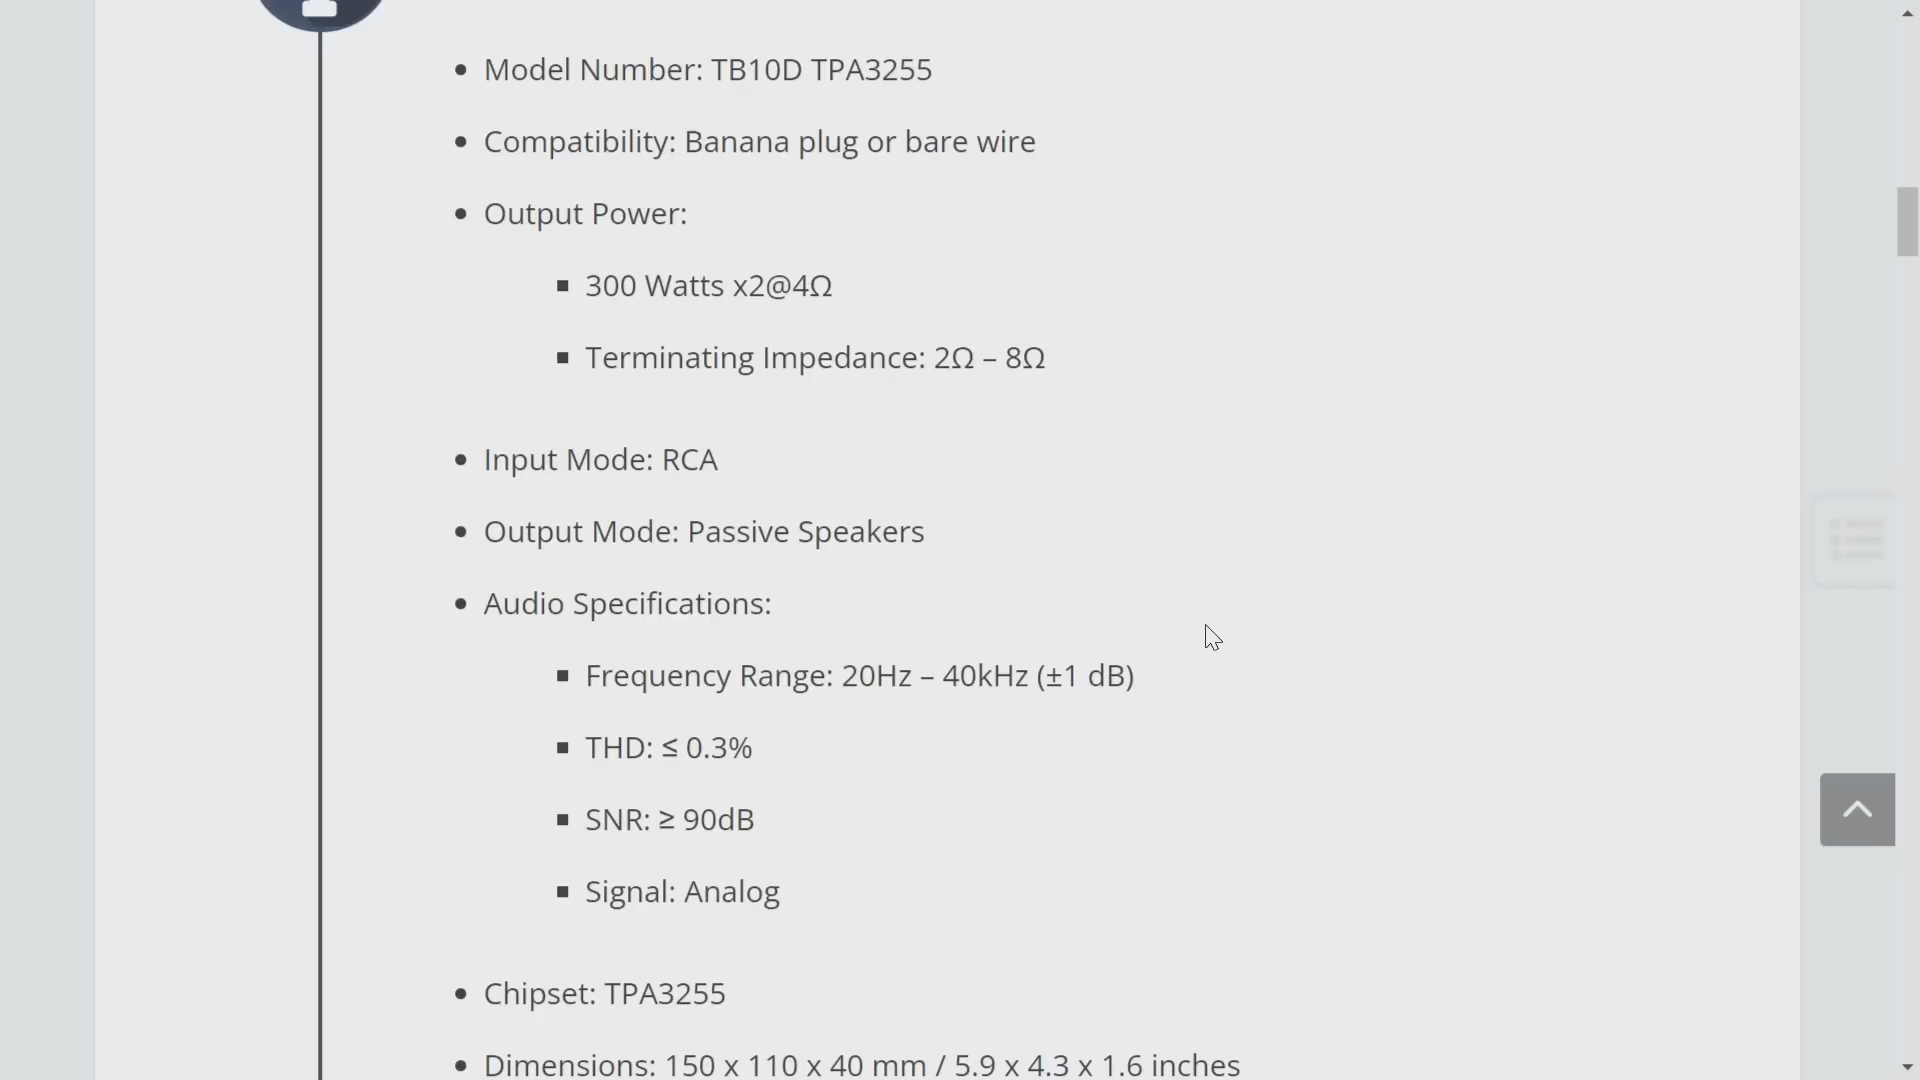 Model Number: TB10D TPA3255
Compatibility: Banana plug or bare wire
Output Power:
300 Watts x2@4Ω
Terminating Impedance: 2Ω – 8Ω
Input Mode: RCA
Output Mode: Passive Speakers
Audio Specifications:
Frequency Range: 20Hz – 40kHz (±1 dB)
THD: ≤ 0.3%
SNR: ≥ 90dB
Signal: Analog
Chipset: TPA3255
Dimensions: 150 x 110 x 40 mm / 5.9 x 4.3 x 1.6 inches